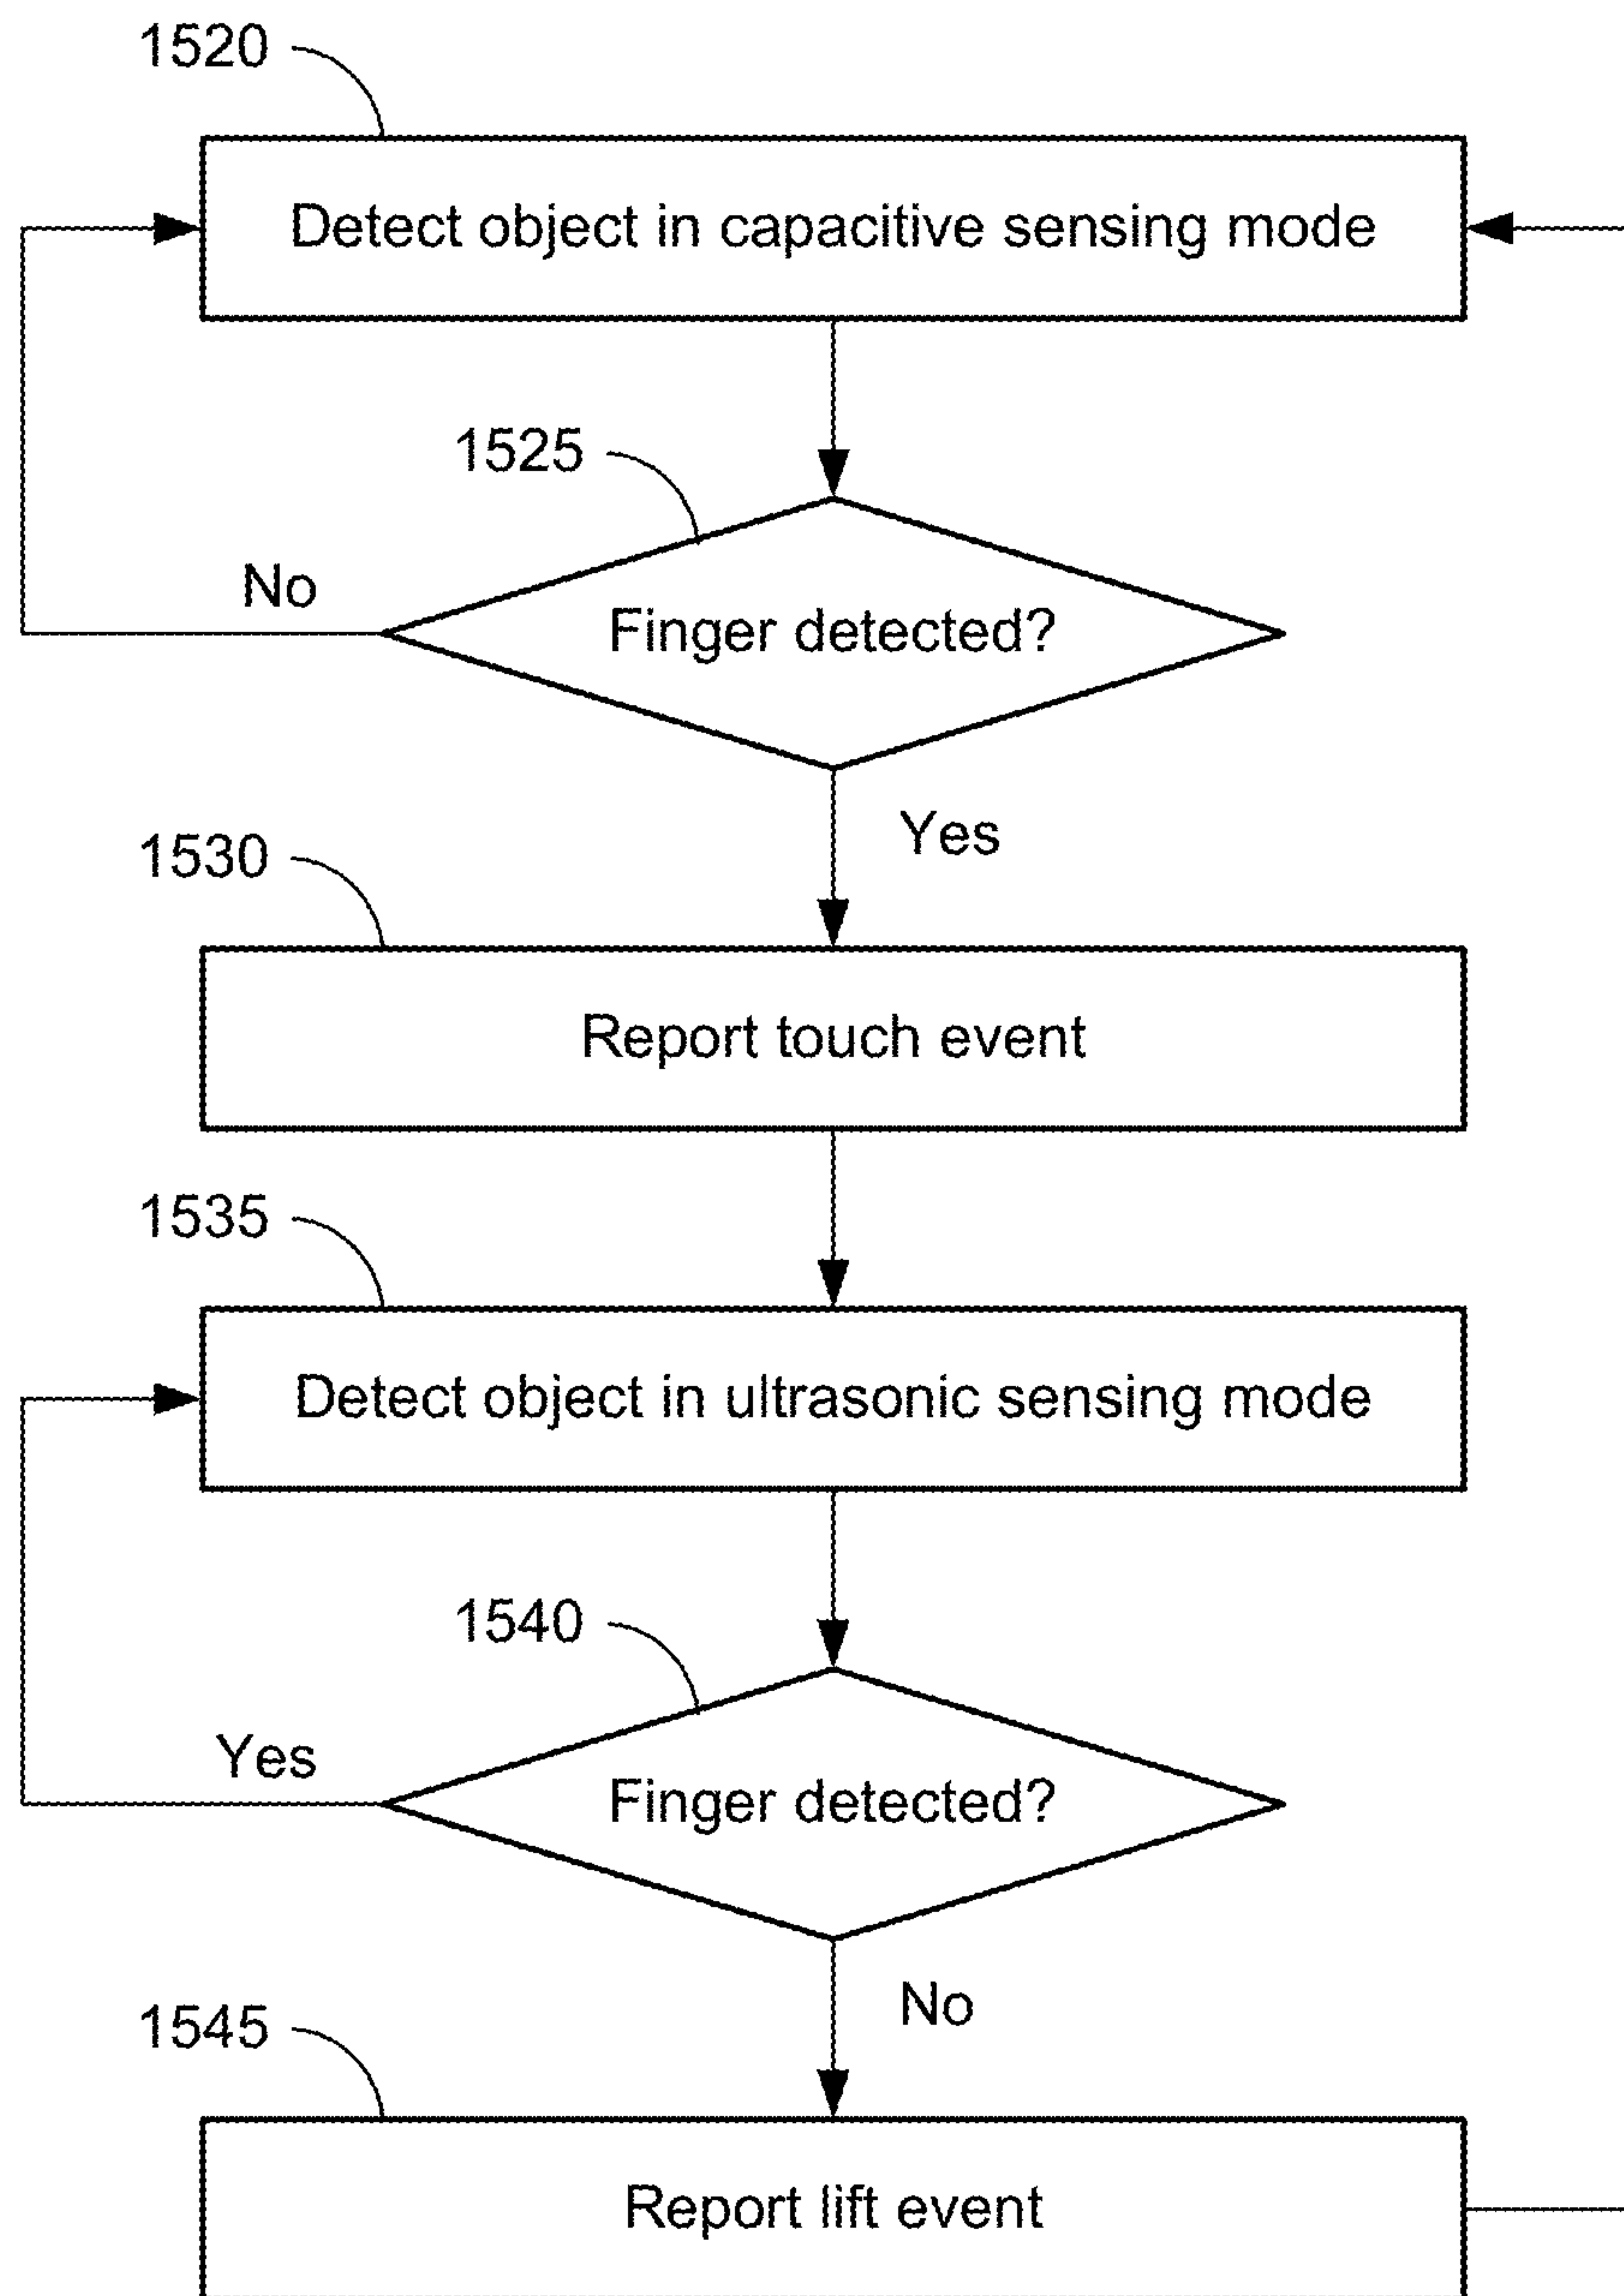 1520
Detect object in capacitive sensing mode
1525
No
Finger detected?
Yes
1530
Report touch event
1535
Detect object in ultrasonic sensing mode
1540
Yes
Finger detected?
No
1545
Report lift event